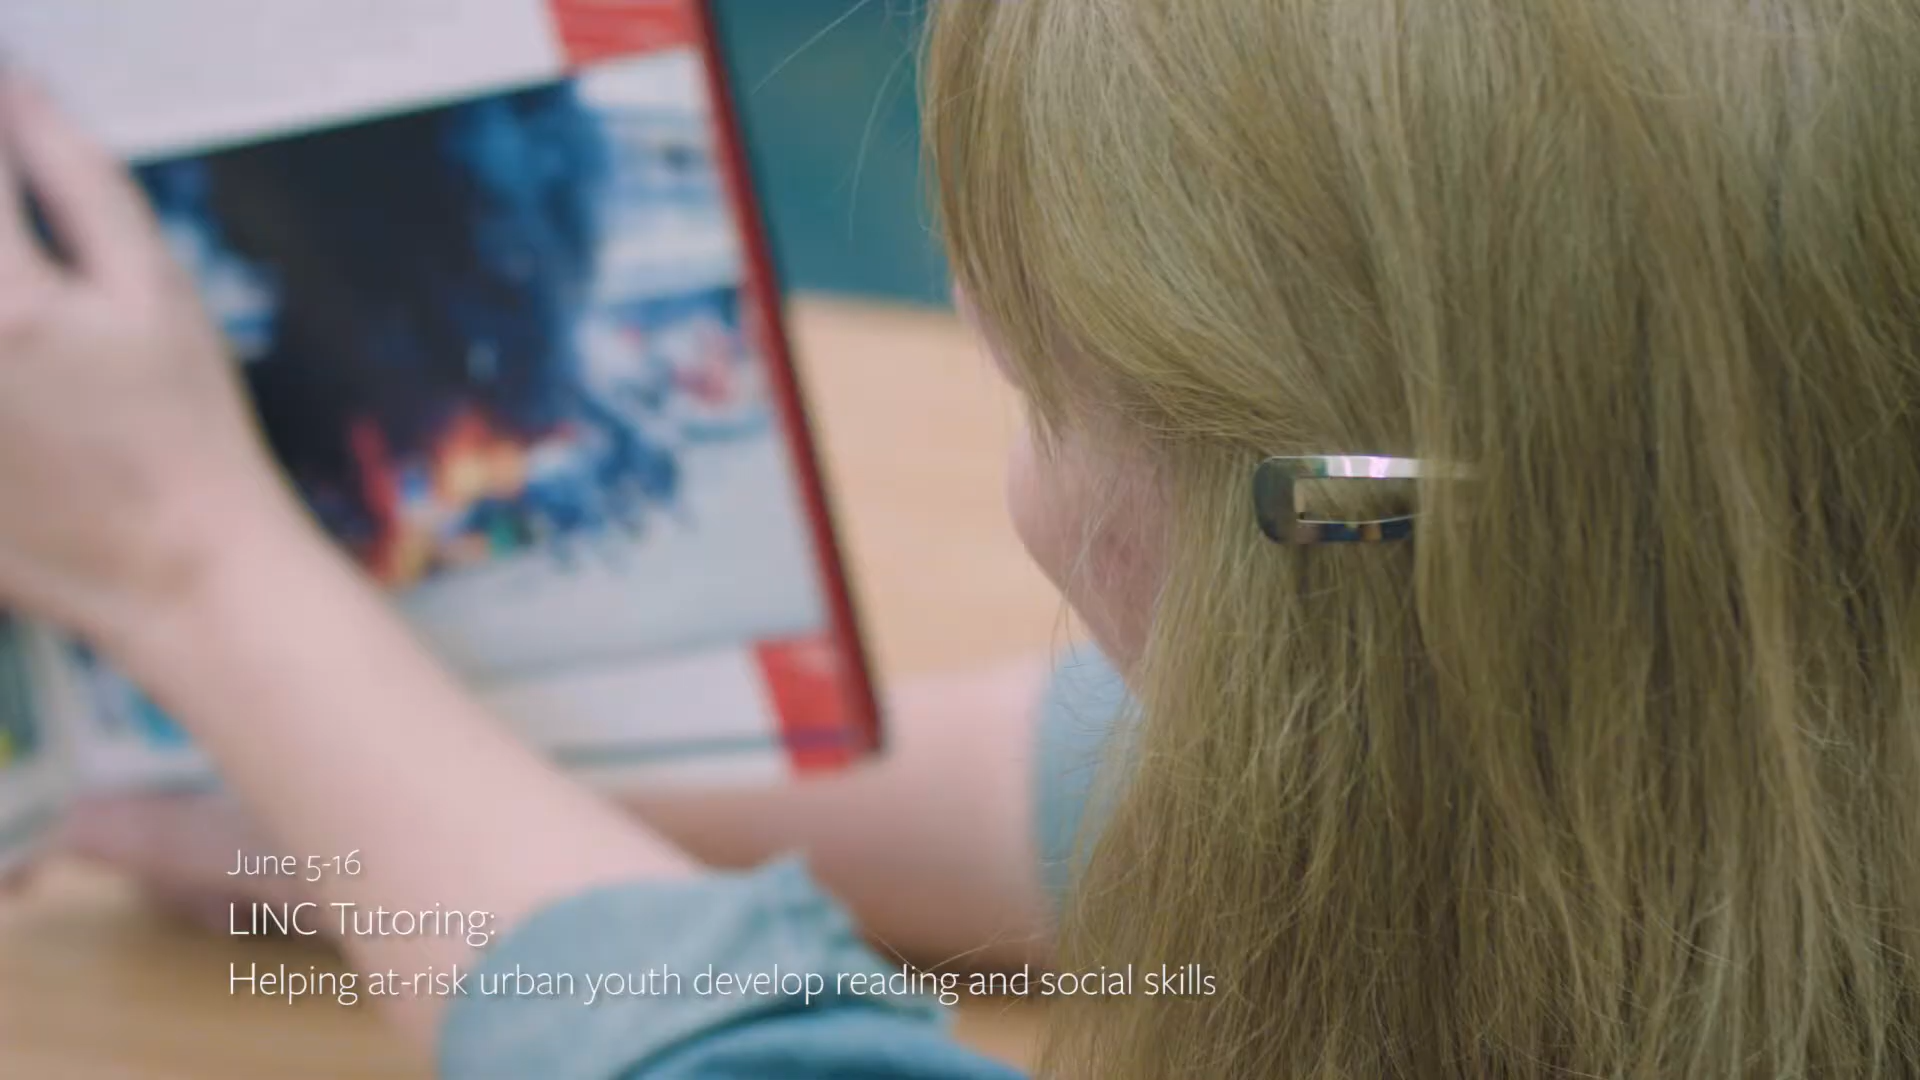 June 5-16
LINC Tutoring:
Helping at-risk urban youth develop reading and social skills